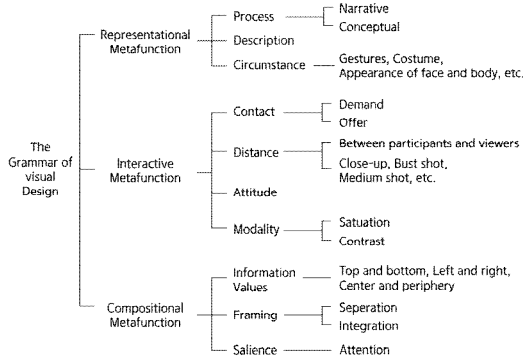 The
Grammar of
visual
Design
Representational
Metafunction
Process
Narrative
Conceptual
Description
Circumstance
Gestures, Costume,
Appearance of face and body, etc.
Interactive
Metafunction
Contact
Demand
Offer
Distance
Between participants and viewers
Close-up, Bust shot,
Medium shot, etc.
Attitude
Modality
Satuation
Contrast
Compositional
Metafunction
Information
Values
Top and bottom, Left and right,
Center and periphery
Framing
Seperation
Integration
Salience
Attention